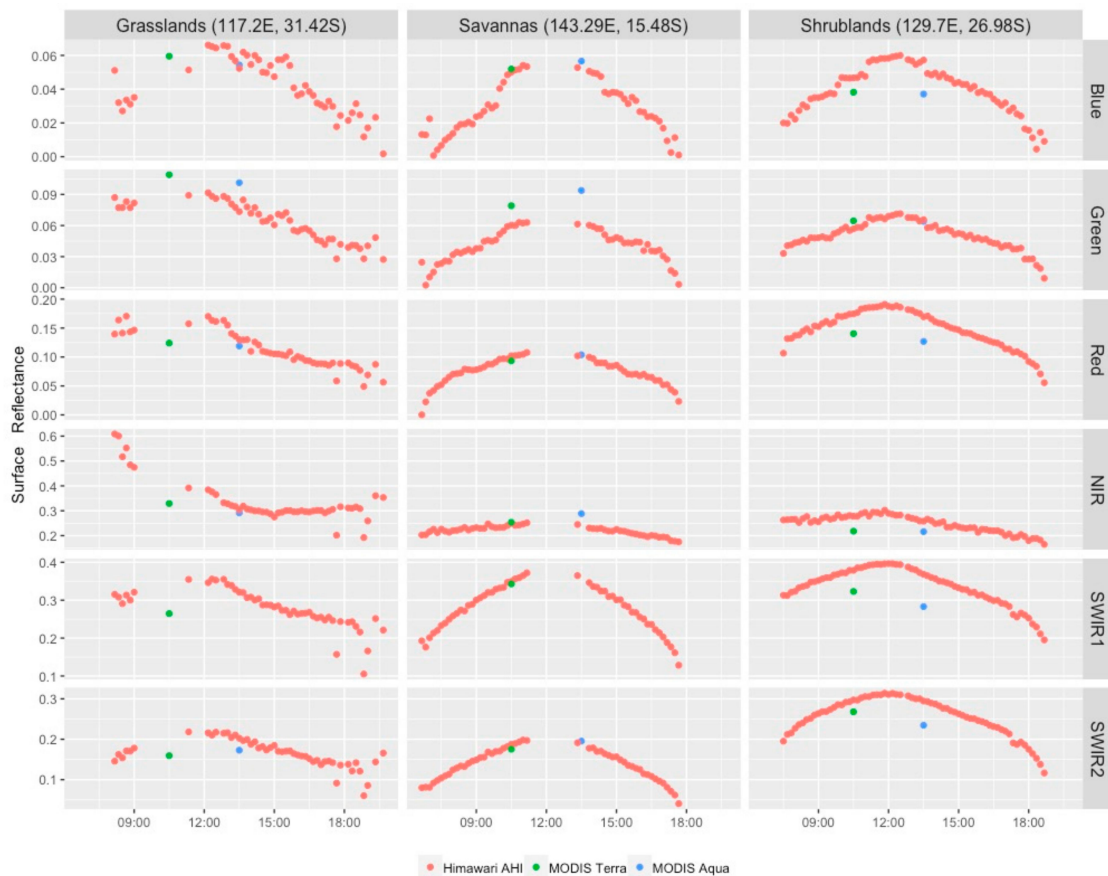 Grasslands (117.2E, 31.42S) Savannas (143.29E, 15.48S) Shrublands (129.7E, 26.98S)
Surface Reflectance
0.06
0.04
0.02
0.00
Blue
0.09
0.06
0.03
0.00
Green
0.20
0.15
0.10
0.05
0.00
Red
0.6
0.5
0.4
0.3
0.2
NIR
0.4
0.3
0.2
0.1
SWIR1
0.3
0.2
0.1
SWIR2
09:00 12:00 15:00 18:00 09:00 12:00 15:00 18:00 09:00 12:00 15:00 18:00
Himawari AHI MODIS Terra MODIS Aqua